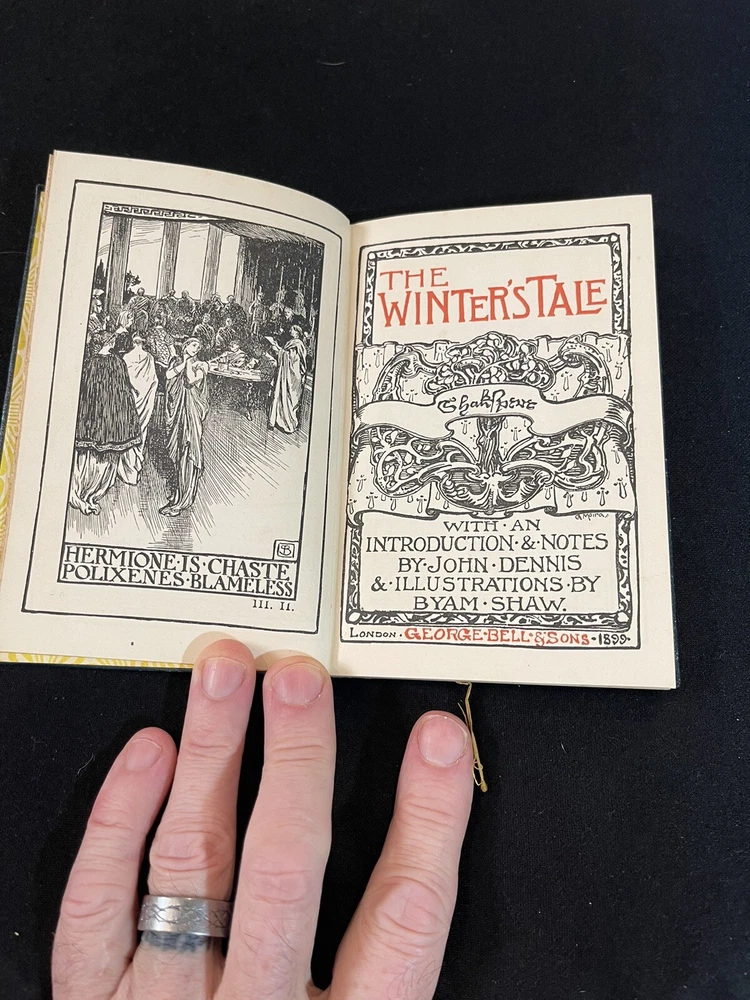 HERMIONE·IS·CHASTE
POLIXENES·BLAMELESS
III. II.
THE
WINTER'S TALE
Shakspere
WITH·AN
INTRODUCTION·&·NOTES
BY·JOHN·DENNIS
&·ILLUSTRATIONS·BY
BYAM·SHAW.
LONDON·GEORGE·BELL·&·SONS·1899·